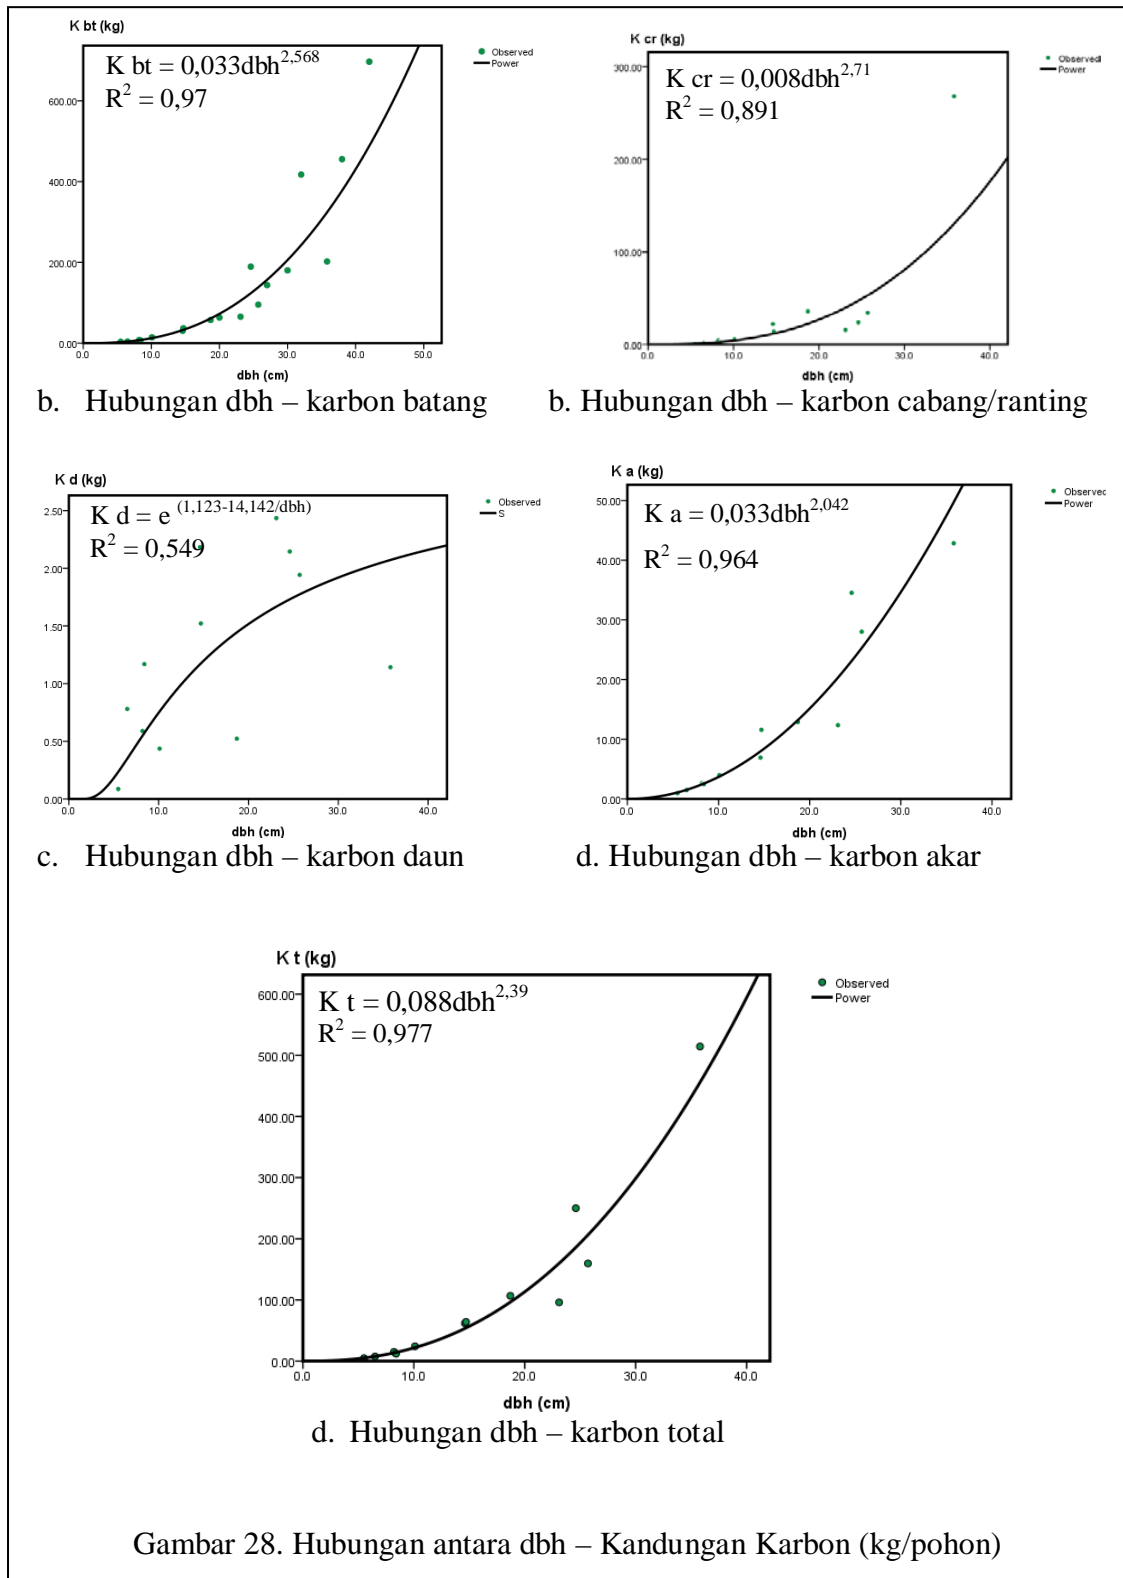 K bt (kg)
K bt = 0,033dbh^2,568
R^2 = 0,97
Observed
Power
600.00
400.00
200.00
0.00
0.0 10.0 20.0 30.0 40.0 50.0
dbh (cm)
b. Hubungan dbh – karbon batang
K cr (kg)
K cr = 0,008dbh^2,71
R^2 = 0,891
Observed
Power
300.00
200.00
100.00
0.00
0.0 10.0 20.0 30.0 40.0
dbh (cm)
b. Hubungan dbh – karbon cabang/ranting
K d (kg)
K d = e^(1,123-14,142/dbh)
R^2 = 0,549
Observed
S
2.50
2.00
1.50
1.00
0.50
0.00
0.0 10.0 20.0 30.0 40.0
dbh (cm)
c. Hubungan dbh – karbon daun
K a (kg)
K a = 0,033dbh^2,042
R^2 = 0,964
Observed
Power
50.00
40.00
30.00
20.00
10.00
0.00
0.0 10.0 20.0 30.0 40.0
dbh (cm)
d. Hubungan dbh – karbon akar
K t (kg)
K t = 0,088dbh^2,39
R^2 = 0,977
Observed
Power
600.00
500.00
400.00
300.00
200.00
100.00
0.00
0.0 10.0 20.0 30.0 40.0
dbh (cm)
d. Hubungan dbh – karbon total
Gambar 28. Hubungan antara dbh – Kandungan Karbon (kg/pohon)